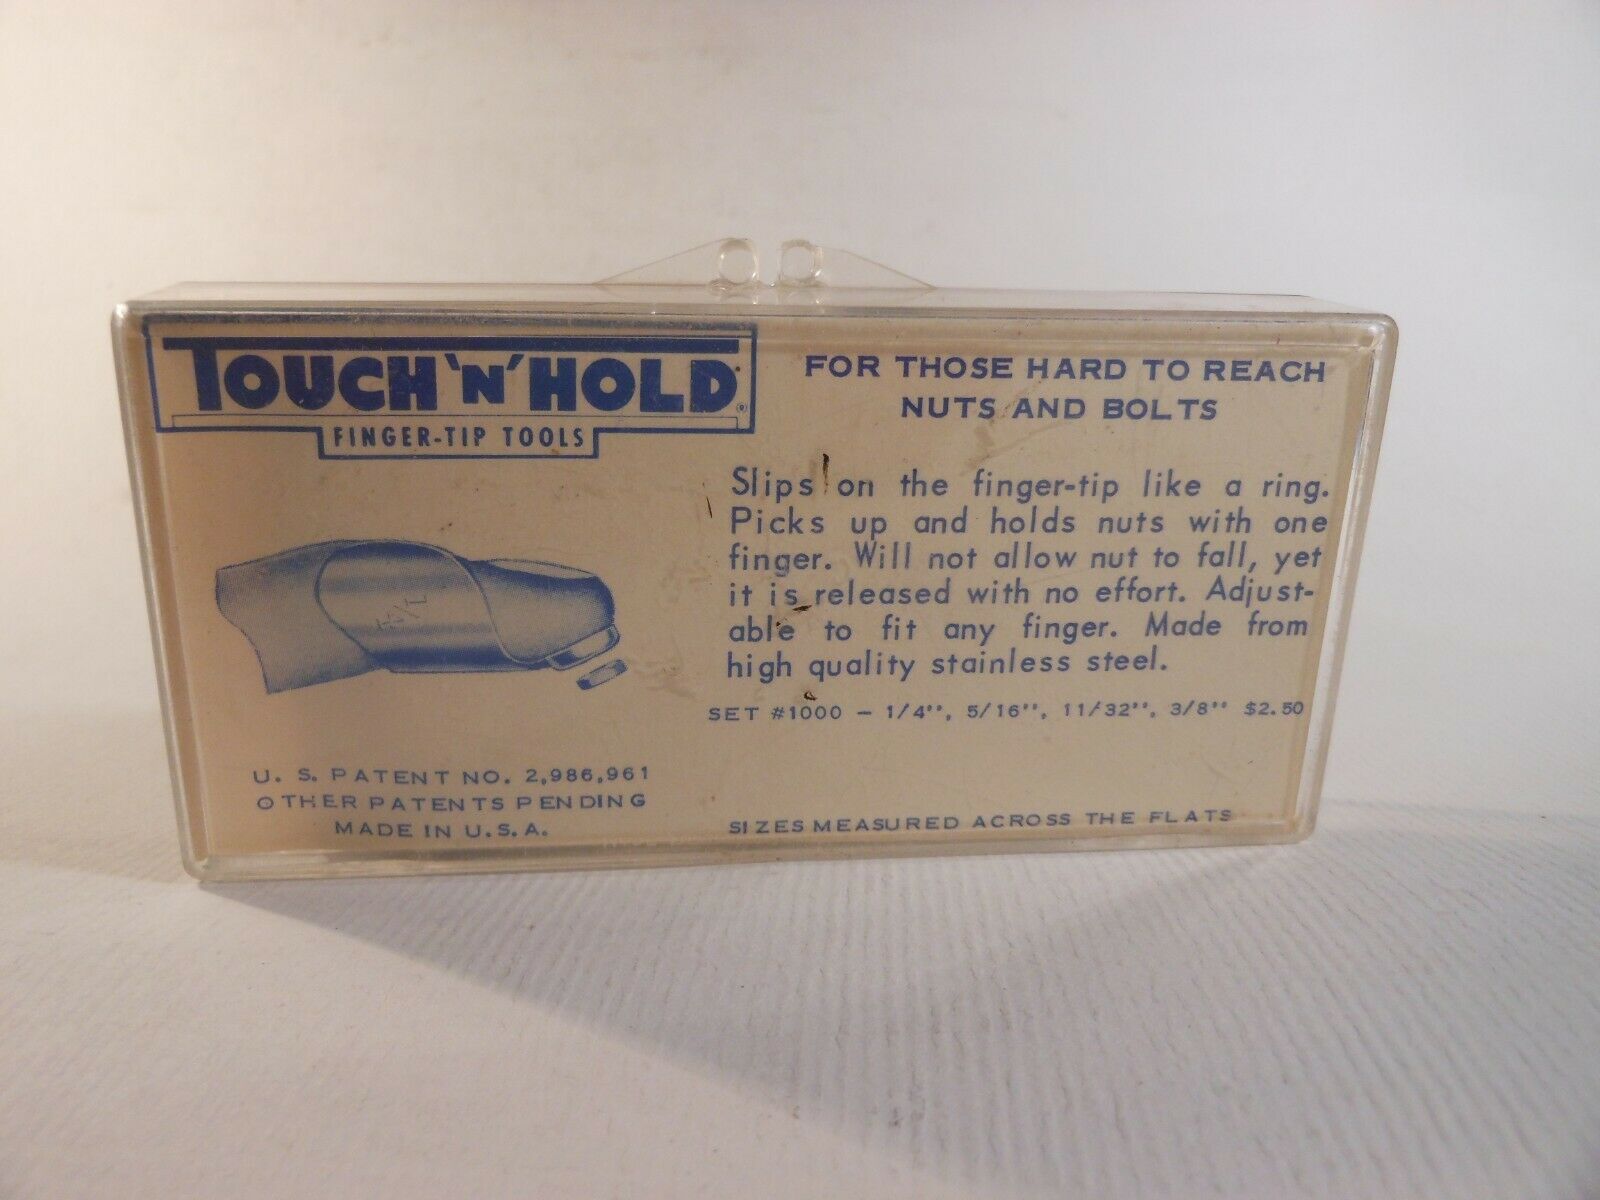 TOUCH 'N' HOLD ®
FINGER-TIP TOOLS
FOR THOSE HARD TO REACH
NUTS AND BOLTS
Slips on the finger-tip like a ring.
Picks up and holds nuts with one
finger. Will not allow nut to fall, yet
it is released with no effort. Adjust-
able to fit any finger. Made from
high quality stainless steel.
SET #1000 — 1/4", 5/16", 11/32", 3/8" $2.50
U. S. PATENT NO. 2,986,961
OTHER PATENTS PENDING
MADE IN U.S.A.
SIZES MEASURED ACROSS THE FLATS